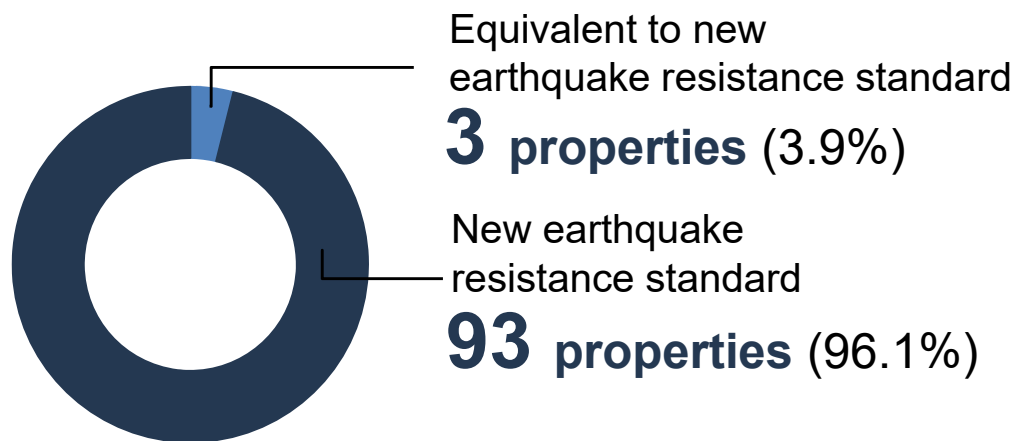 Equivalent to new
earthquake resistance standard
3 properties (3.9%)
New earthquake
resistance standard
93 properties (96.1%)